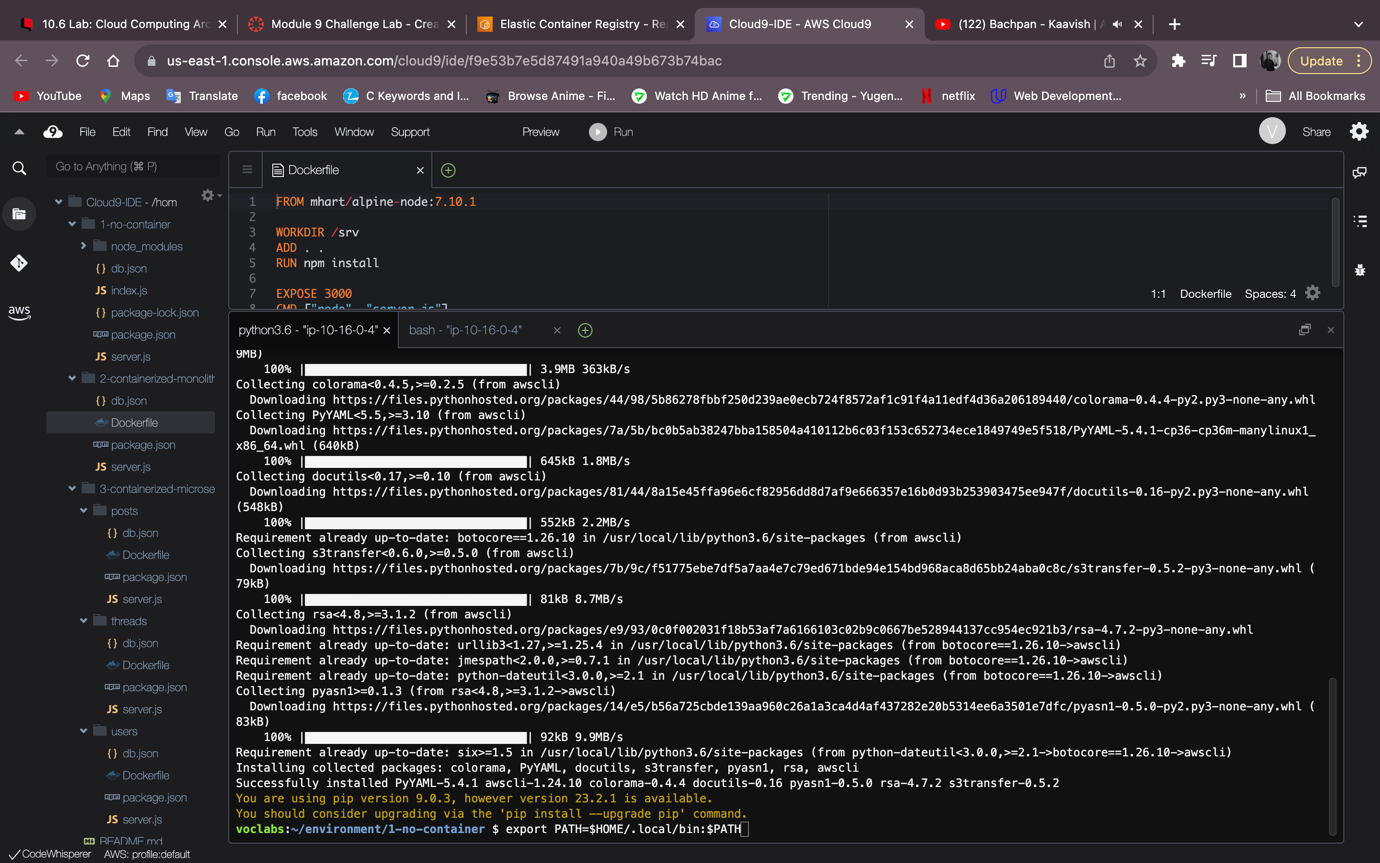 10.6 Lab: Cloud Computing Arc
Module 9 Challenge Lab - Crea
Elastic Container Registry - Re
Cloud9-IDE - AWS Cloud9
(122) Bachpan - Kaavish |
us-east-1.console.aws.amazon.com/cloud9/ide/f9e53b7e5d87491a940a49b673b74bac
Update
YouTube Maps Translate facebook C Keywords and I... Browse Anime - Fi... Watch HD Anime f... Trending - Yugen... netflix Web Development... » All Bookmarks
9 File Edit Find View Go Run Tools Window Support Preview Run V Share
Go to Anything (⌘ P)
Cloud9-IDE - /hom
1-no-container
node_modules
{} db.json
JS index.js
{} package-lock.json
package.json
JS server.js
2-containerized-monolith
{} db.json
Dockerfile
package.json
JS server.js
3-containerized-microse
posts
{} db.json
Dockerfile
package.json
JS server.js
threads
{} db.json
Dockerfile
package.json
JS server.js
users
{} db.json
Dockerfile
package.json
JS server.js
README.md
aws
CodeWhisperer AWS: profile:default
Dockerfile
1 FROM mhart/alpine-node:7.10.1
2
3 WORKDIR /srv
4 ADD . .
5 RUN npm install
6
7 EXPOSE 3000
8 CMD ["node", "server.js"]
1:1 Dockerfile Spaces: 4
python3.6 - "ip-10-16-0-4" bash - "ip-10-16-0-4"
9MB)
100% | | 3.9MB 363kB/s
Collecting colorama<0.4.5,>=0.2.5 (from awscli)
Downloading https://files.pythonhosted.org/packages/44/98/5b86278fbbf250d239ae0ecb724f8572af1c91f4a11edf4d36a206189440/colorama-0.4.4-py2.py3-none-any.whl
Collecting PyYAML<5.5,>=3.10 (from awscli)
Downloading https://files.pythonhosted.org/packages/7a/5b/bc0b5ab38247bba158504a410112b6c03f153c652734ece1849749e5f518/PyYAML-5.4.1-cp36-cp36m-manylinux1_
x86_64.whl (640kB)
100% | | 645kB 1.8MB/s
Collecting docutils<0.17,>=0.10 (from awscli)
Downloading https://files.pythonhosted.org/packages/81/44/8a15e45ffa96e6cf82956dd8d7af9e666357e16b0d93b253903475ee947f/docutils-0.16-py2.py3-none-any.whl
(548kB)
100% | | 552kB 2.2MB/s
Requirement already up-to-date: botocore==1.26.10 in /usr/local/lib/python3.6/site-packages (from awscli)
Collecting s3transfer<0.6.0,>=0.5.0 (from awscli)
Downloading https://files.pythonhosted.org/packages/7b/9c/f51775ebe7df5a7aa4e7c79ed671bde94e154bd968aca8d65bb24aba0c8c/s3transfer-0.5.2-py3-none-any.whl (
79kB)
100% | | 81kB 8.7MB/s
Collecting rsa<4.8,>=3.1.2 (from awscli)
Downloading https://files.pythonhosted.org/packages/e9/93/0c0f002031f18b53af7a6166103c02b9c0667be528944137cc954ec921b3/rsa-4.7.2-py3-none-any.whl
Requirement already up-to-date: urllib3<1.27,>=1.25.4 in /usr/local/lib/python3.6/site-packages (from botocore==1.26.10->awscli)
Requirement already up-to-date: jmespath<2.0.0,>=0.7.1 in /usr/local/lib/python3.6/site-packages (from botocore==1.26.10->awscli)
Requirement already up-to-date: python-dateutil<3.0.0,>=2.1 in /usr/local/lib/python3.6/site-packages (from botocore==1.26.10->awscli)
Collecting pyasn1>=0.1.3 (from rsa<4.8,>=3.1.2->awscli)
Downloading https://files.pythonhosted.org/packages/14/e5/b56a725cbde139aa960c26a1a3ca4d4af437282e20b5314ee6a3501e7dfc/pyasn1-0.5.0-py2.py3-none-any.whl (
83kB)
100% | | 92kB 9.9MB/s
Requirement already up-to-date: six>=1.5 in /usr/local/lib/python3.6/site-packages (from python-dateutil<3.0.0,>=2.1->botocore==1.26.10->awscli)
Installing collected packages: colorama, PyYAML, docutils, s3transfer, pyasn1, rsa, awscli
Successfully installed PyYAML-5.4.1 awscli-1.24.10 colorama-0.4.4 docutils-0.16 pyasn1-0.5.0 rsa-4.7.2 s3transfer-0.5.2
You are using pip version 9.0.3, however version 23.2.1 is available.
You should consider upgrading via the 'pip install --upgrade pip' command.
voclabs:~/environment/1-no-container $ export PATH=$HOME/.local/bin:$PATH